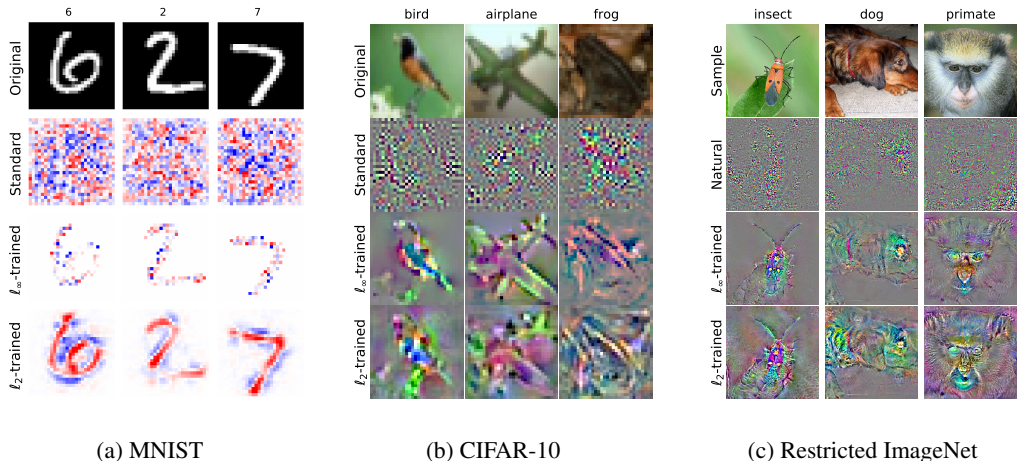 6 2 7
Original
Standard
ℓ∞-trained
ℓ2-trained
(a) MNIST
bird airplane frog
Original
Standard
ℓ∞-trained
ℓ2-trained
(b) CIFAR-10
insect dog primate
Sample
Natural
ℓ∞-trained
ℓ2-trained
(c) Restricted ImageNet